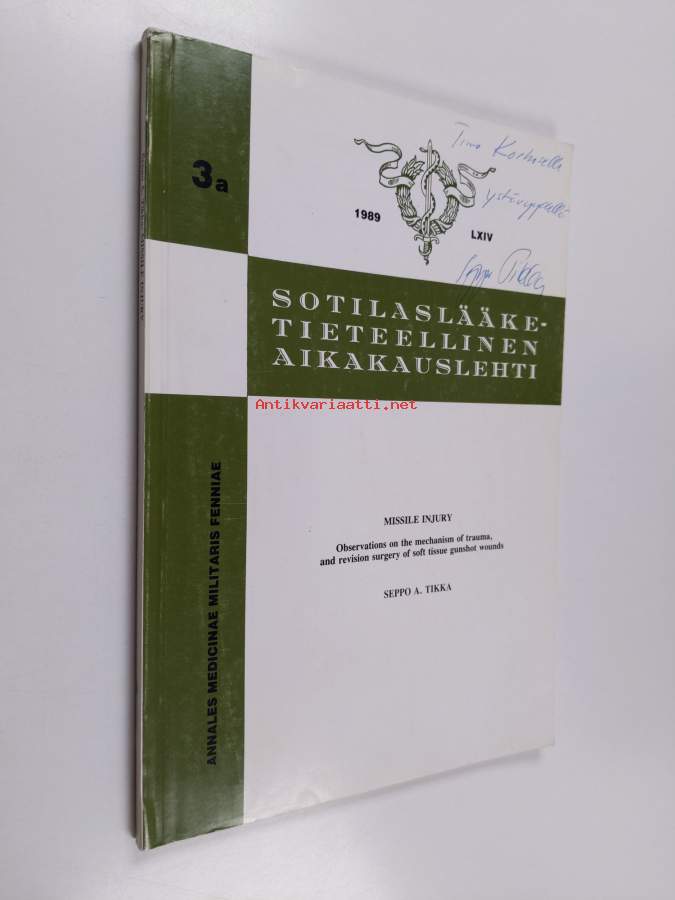 3a
1989
LXIV
Timo
ystävyydellä
Seppo Tikka
SOTILASLÄÄKE-
TIETEELLINEN
AIKAKAUSLEHTI
Antikvariaatti.net
MISSILE INJURY
Observations on the mechanism of trauma,
and revision surgery of soft tissue gunshot wounds
SEPPO A. TIKKA
ANNALES MEDICINAE MILITARIS FENNIAE